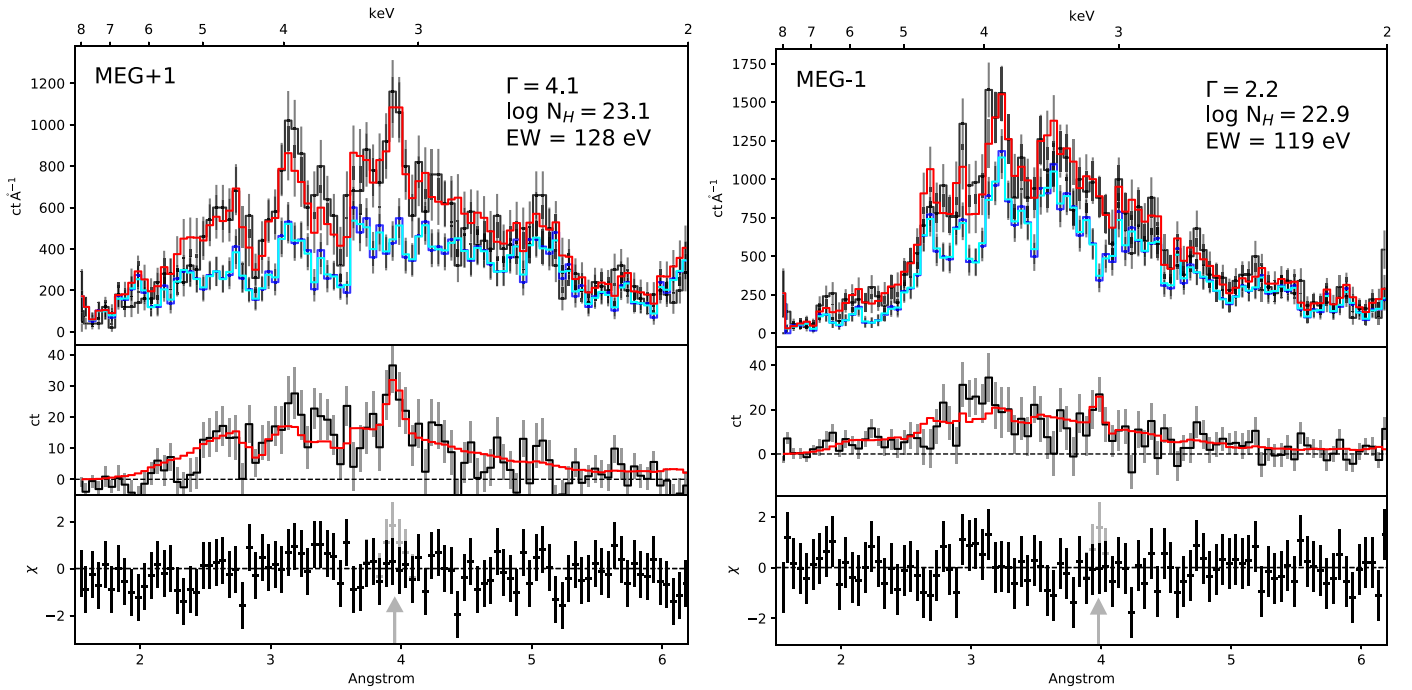 keV
8 7 6 5 4 3 2
MEG+1
Γ = 4.1
log N_H = 23.1
EW = 128 eV
1200
1000
800
600
400
200
0
ct Å⁻¹
40
30
20
10
0
ct
2
0
−2
χ
2 3 4 5 6
Angstrom
keV
8 7 6 5 4 3 2
MEG-1
Γ = 2.2
log N_H = 22.9
EW = 119 eV
1750
1500
1250
1000
750
500
250
0
ct Å⁻¹
40
20
0
ct
2
0
−2
χ
2 3 4 5 6
Angstrom